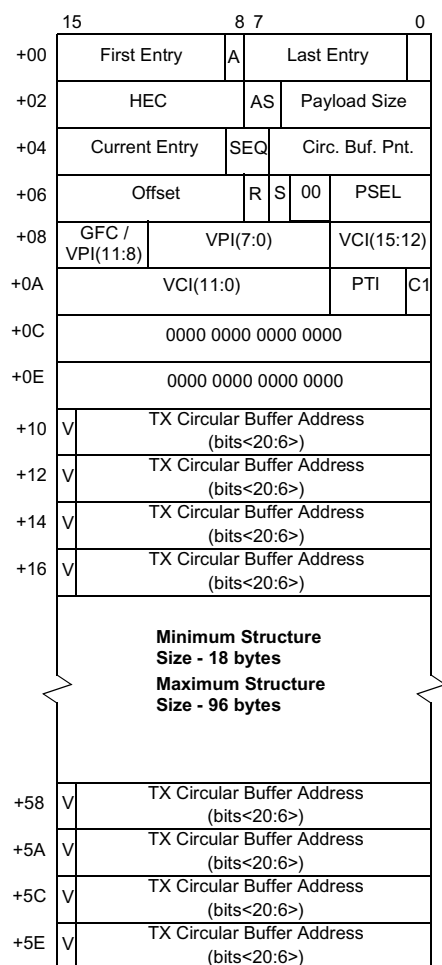 15 8 7 0
+00 First Entry A Last Entry
+02 HEC AS Payload Size
+04 Current Entry SEQ Circ. Buf. Pnt.
+06 Offset R S 00 PSEL
+08 GFC / VPI(11:8) VPI(7:0) VCI(15:12)
+0A VCI(11:0) PTI C1
+0C 0000 0000 0000 0000
+0E 0000 0000 0000 0000
+10 V TX Circular Buffer Address
(bits<20:6>)
+12 V TX Circular Buffer Address
(bits<20:6>)
+14 V TX Circular Buffer Address
(bits<20:6>)
+16 V TX Circular Buffer Address
(bits<20:6>)
Minimum Structure
Size - 18 bytes
Maximum Structure
Size - 96 bytes
+58 V TX Circular Buffer Address
(bits<20:6>)
+5A V TX Circular Buffer Address
(bits<20:6>)
+5C V TX Circular Buffer Address
(bits<20:6>)
+5E V TX Circular Buffer Address
(bits<20:6>)